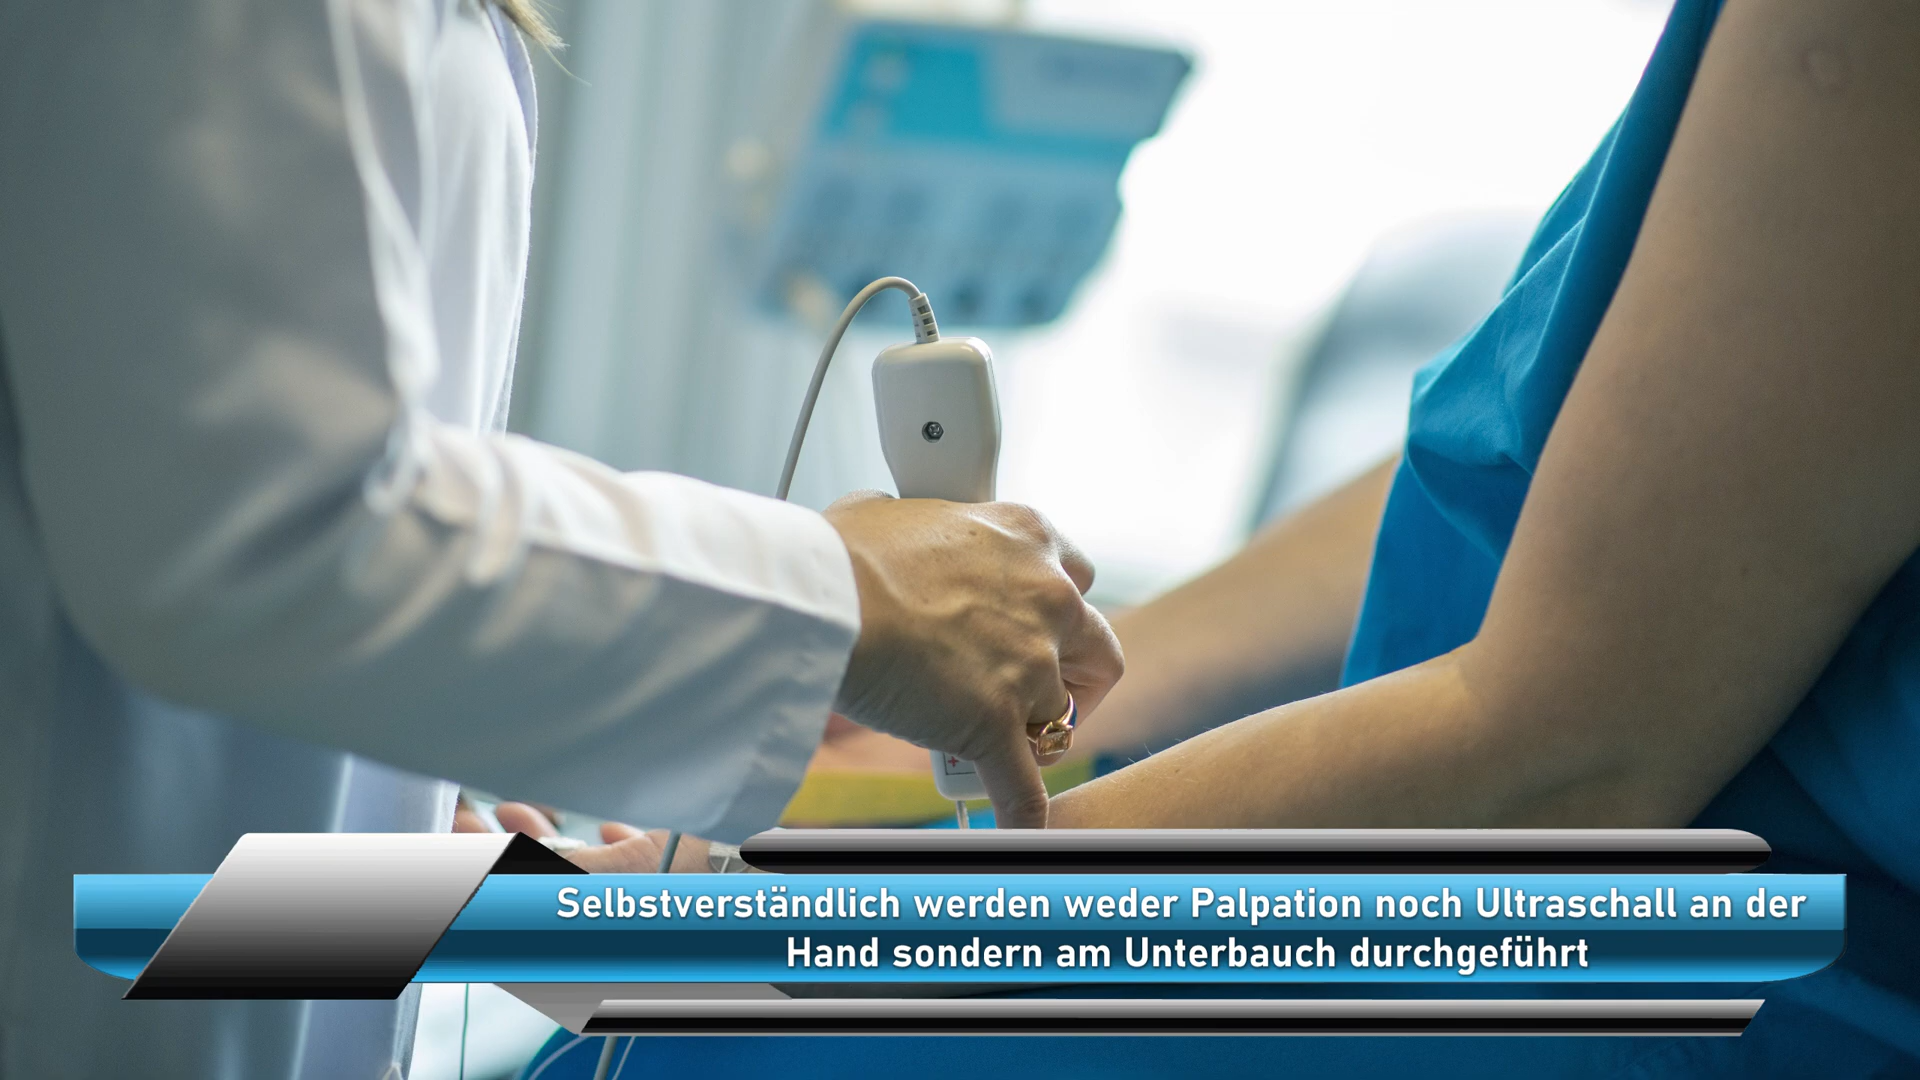 Selbstverständlich werden weder Palpation noch Ultraschall an der
Hand sondern am Unterbauch durchgeführt